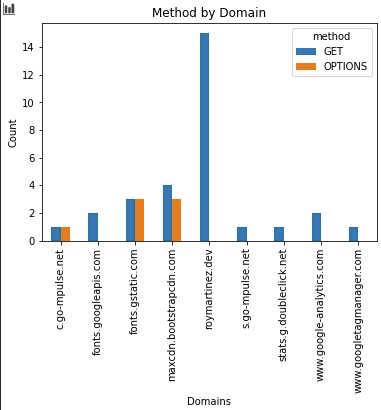 Method by Domain
method
GET
OPTIONS
Count
14
12
10
8
6
4
2
0
c.go-mpulse.net
fonts.googleapis.com
fonts.gstatic.com
maxcdn.bootstrapcdn.com
roymartinez.dev
s.go-mpulse.net
stats.g.doubleclick.net
www.google-analytics.com
www.googletagmanager.com
Domains